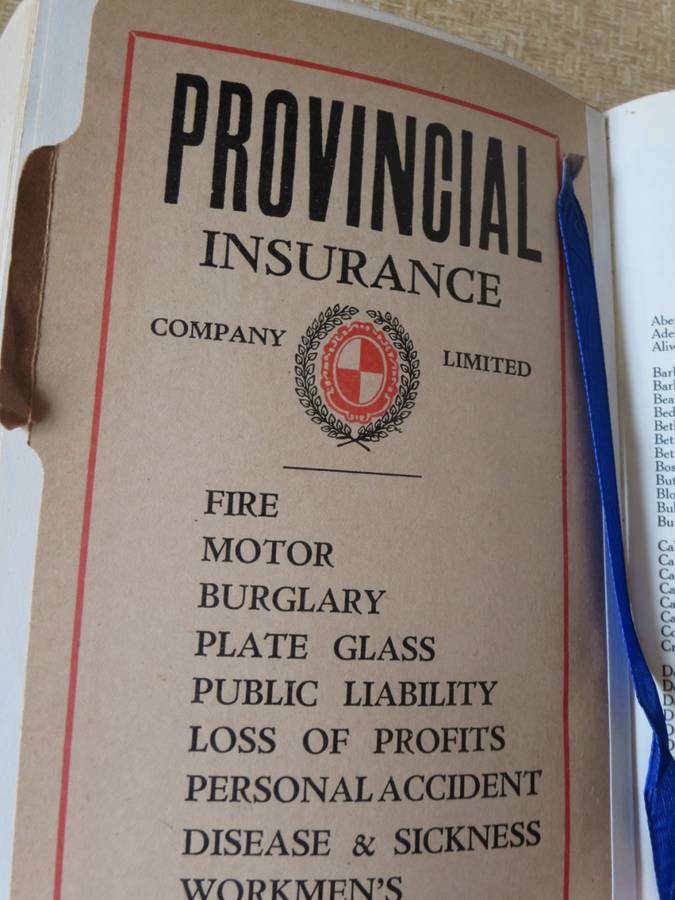 PROVINCIAL
INSURANCE
COMPANY LIMITED
FIRE
MOTOR
BURGLARY
PLATE GLASS
PUBLIC LIABILITY
LOSS OF PROFITS
PERSONAL ACCIDENT
DISEASE & SICKNESS
WORKMEN'S